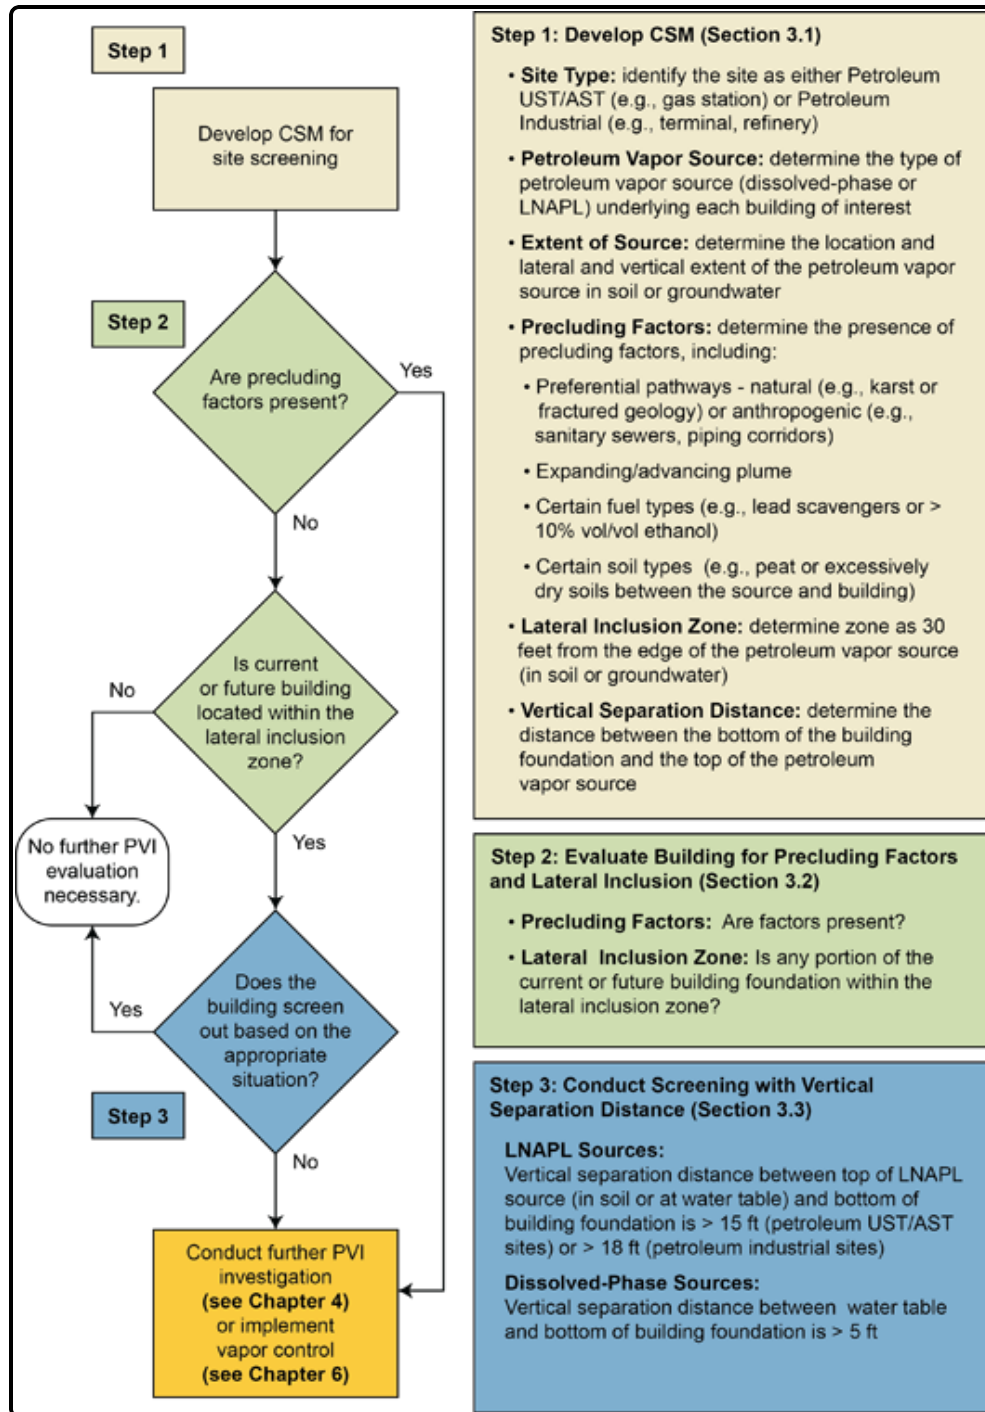 Step 1
Develop CSM for
site screening
Step 2
Are precluding
factors present?
Yes
No
Is current
or future building
located within the
lateral inclusion
zone?
No
Yes
No further PVI
evaluation
necessary.
Does the
building screen
out based on the
appropriate
situation?
Yes
Step 3
No
Conduct further PVI
investigation
(see Chapter 4)
or implement
vapor control
(see Chapter 6)
Step 1: Develop CSM (Section 3.1)
• Site Type: identify the site as either Petroleum
UST/AST (e.g., gas station) or Petroleum
Industrial (e.g., terminal, refinery)
• Petroleum Vapor Source: determine the type of
petroleum vapor source (dissolved-phase or
LNAPL) underlying each building of interest
• Extent of Source: determine the location and
lateral and vertical extent of the petroleum vapor
source in soil or groundwater
• Precluding Factors: determine the presence of
precluding factors, including:
• Preferential pathways - natural (e.g., karst or
fractured geology) or anthropogenic (e.g.,
sanitary sewers, piping corridors)
• Expanding/advancing plume
• Certain fuel types (e.g., lead scavengers or >
10% vol/vol ethanol)
• Certain soil types (e.g., peat or excessively
dry soils between the source and building)
• Lateral Inclusion Zone: determine zone as 30
feet from the edge of the petroleum vapor source
(in soil or groundwater)
• Vertical Separation Distance: determine the
distance between the bottom of the building
foundation and the top of the petroleum
vapor source
Step 2: Evaluate Building for Precluding Factors
and Lateral Inclusion (Section 3.2)
• Precluding Factors: Are factors present?
• Lateral Inclusion Zone: Is any portion of the
current or future building foundation within the
lateral inclusion zone?
Step 3: Conduct Screening with Vertical
Separation Distance (Section 3.3)
LNAPL Sources:
Vertical separation distance between top of LNAPL
source (in soil or at water table) and bottom of
building foundation is > 15 ft (petroleum UST/AST
sites) or > 18 ft (petroleum industrial sites)
Dissolved-Phase Sources:
Vertical separation distance between water table
and bottom of building foundation is > 5 ft